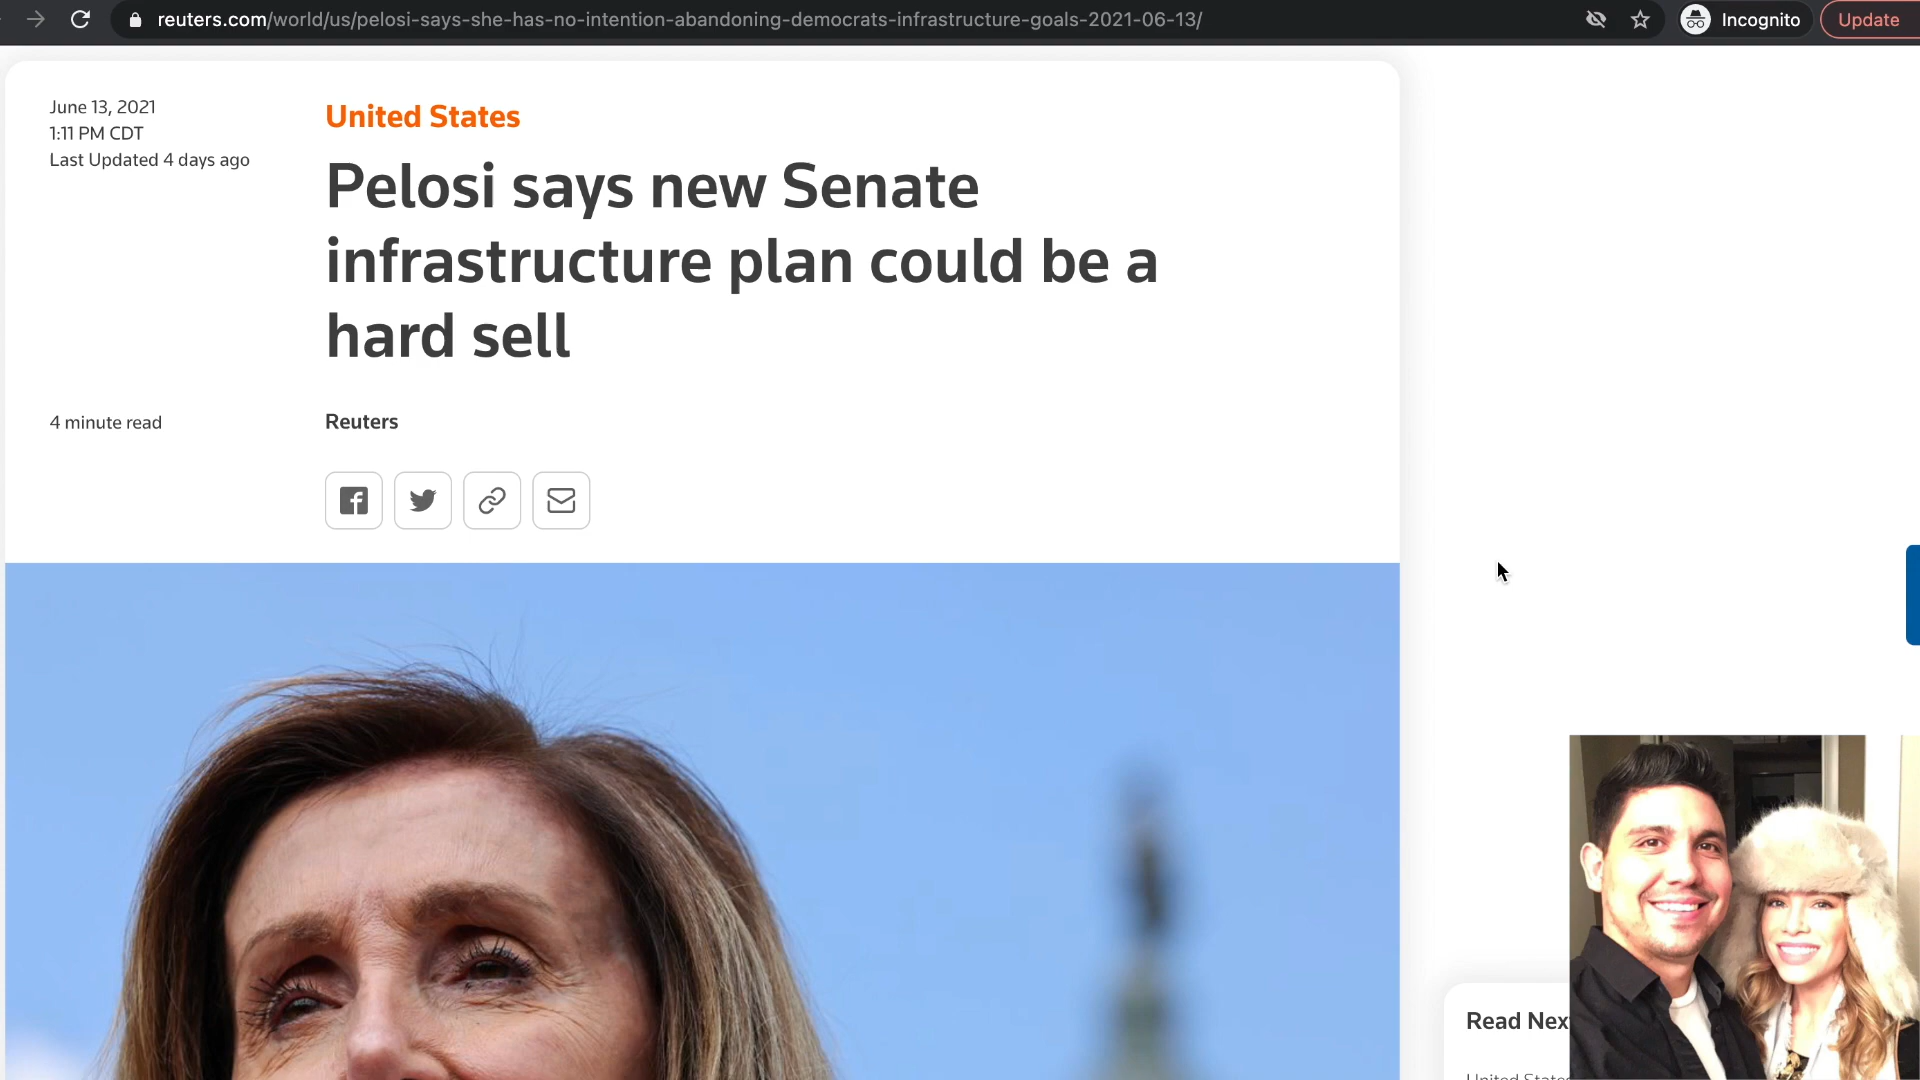 reuters.com/world/us/pelosi-says-she-has-no-intention-abandoning-democrats-infrastructure-goals-2021-06-13/
Incognito
Update
June 13, 2021
1:11 PM CDT
Last Updated 4 days ago
United States
Pelosi says new Senate
infrastructure plan could be a
hard sell
4 minute read
Reuters
Read Nex
United States